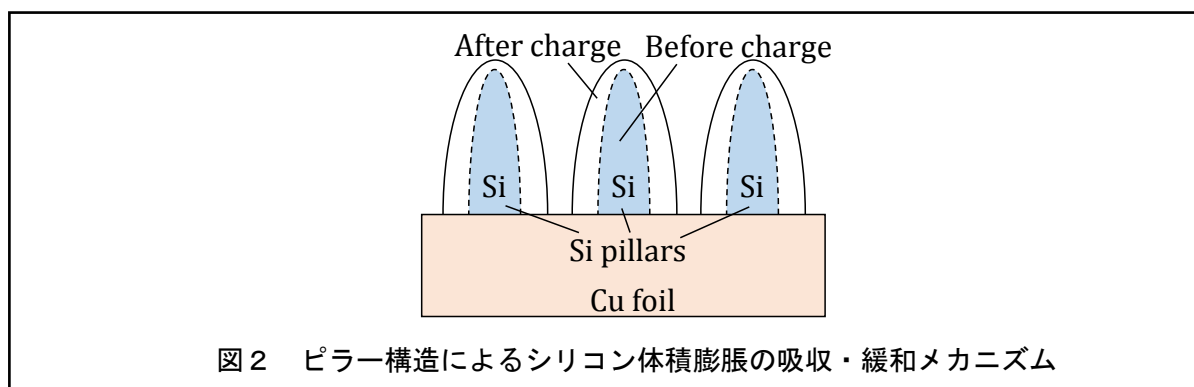 After charge Before charge
Si Si Si
Si pillars
Cu foil
図2 ピラー構造によるシリコン体積膨脹の吸収・緩和メカニズム